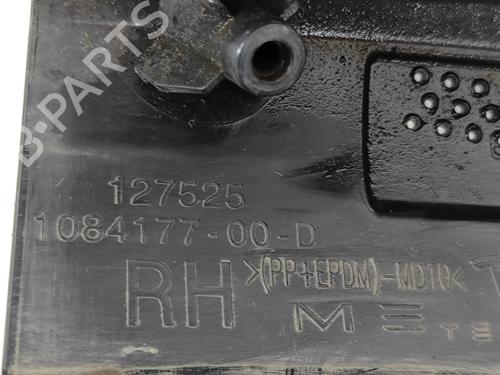 B-PARTS
127525
1084177-00-D
RH >(PP+EPDM)-MD10<